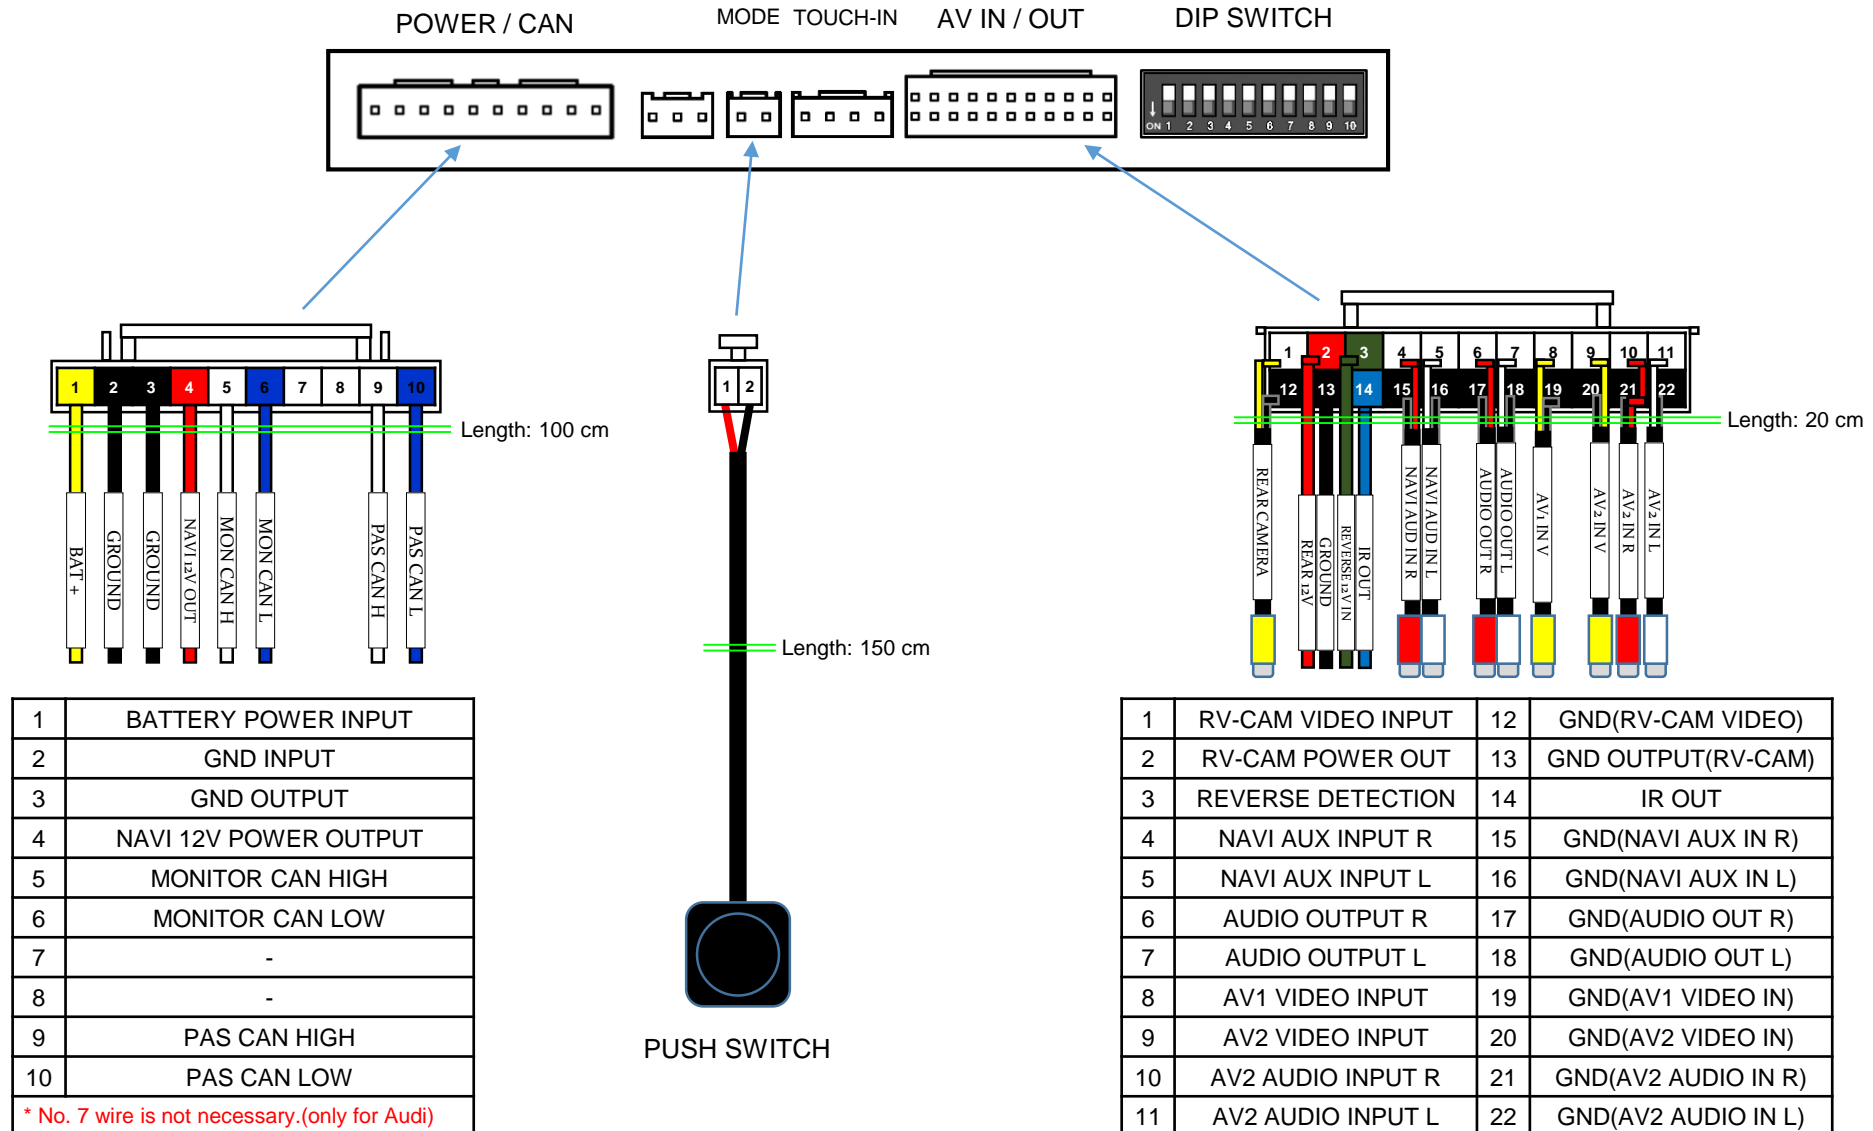 POWER / CAN
MODE
TOUCH-IN
AV IN / OUT
DIP SWITCH
ON 1 2 3 4 5 6 7 8 9 10
1 2 3 4 5 6 7 8 9 10
Length: 100 cm
BAT +
GROUND
GROUND
NAVI 12V OUT
MON CAN H
MON CAN L
PAS CAN H
PAS CAN L
1 2
Length: 150 cm
PUSH SWITCH
1 2 3 4 5 6 7 8 9 10 11
12 13 14 15 16 17 18 19 20 21 22
Length: 20 cm
REAR CAMERA
REAR 12V
GROUND
REVERSE 12V IN
IR OUT
NAVI AUD IN R
NAVI AUD IN L
AUDIO OUT R
AUDIO OUT L
AV1 IN V
AV2 IN V
AV2 IN R
AV2 IN L
1 BATTERY POWER INPUT
2 GND INPUT
3 GND OUTPUT
4 NAVI 12V POWER OUTPUT
5 MONITOR CAN HIGH
6 MONITOR CAN LOW
7 -
8 -
9 PAS CAN HIGH
10 PAS CAN LOW
* No. 7 wire is not necessary.(only for Audi)
1 RV-CAM VIDEO INPUT 12 GND(RV-CAM VIDEO)
2 RV-CAM POWER OUT 13 GND OUTPUT(RV-CAM)
3 REVERSE DETECTION 14 IR OUT
4 NAVI AUX INPUT R 15 GND(NAVI AUX IN R)
5 NAVI AUX INPUT L 16 GND(NAVI AUX IN L)
6 AUDIO OUTPUT R 17 GND(AUDIO OUT R)
7 AUDIO OUTPUT L 18 GND(AUDIO OUT L)
8 AV1 VIDEO INPUT 19 GND(AV1 VIDEO IN)
9 AV2 VIDEO INPUT 20 GND(AV2 VIDEO IN)
10 AV2 AUDIO INPUT R 21 GND(AV2 AUDIO IN R)
11 AV2 AUDIO INPUT L 22 GND(AV2 AUDIO IN L)